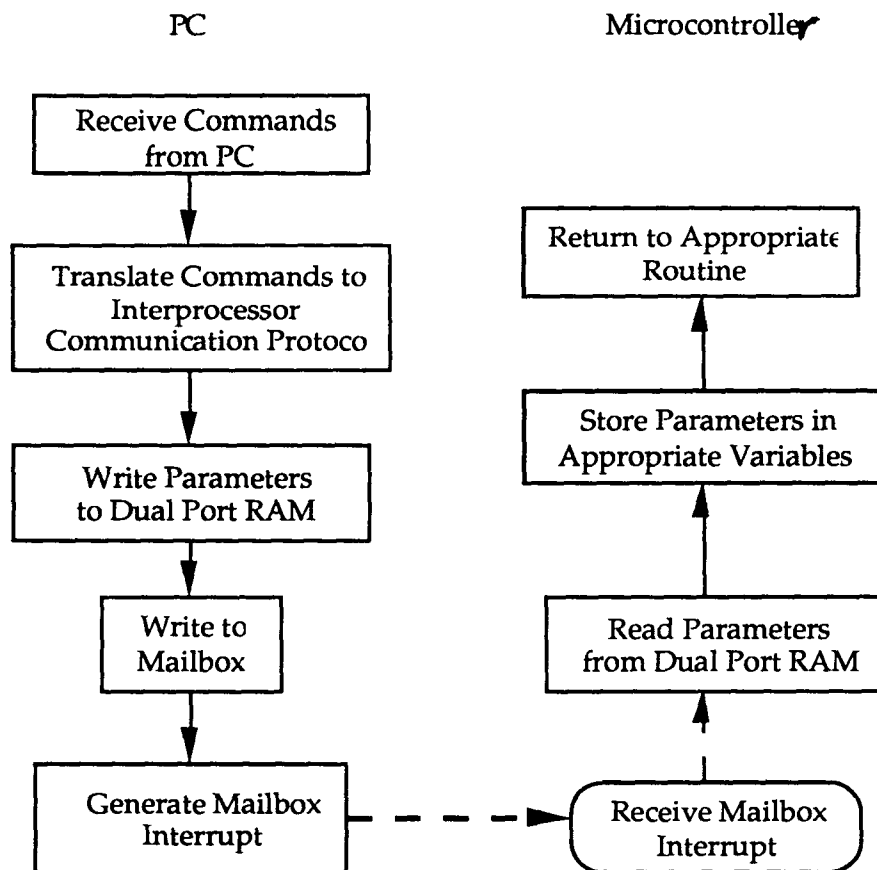 PC
Microcontroller
Receive Commands
from PC
Translate Commands to
Interprocessor
Communication Protoco
Write Parameters
to Dual Port RAM
Write to
Mailbox
Generate Mailbox
Interrupt
Receive Mailbox
Interrupt
Read Parameters
from Dual Port RAM
Store Parameters in
Appropriate Variables
Return to Appropriate
Routine